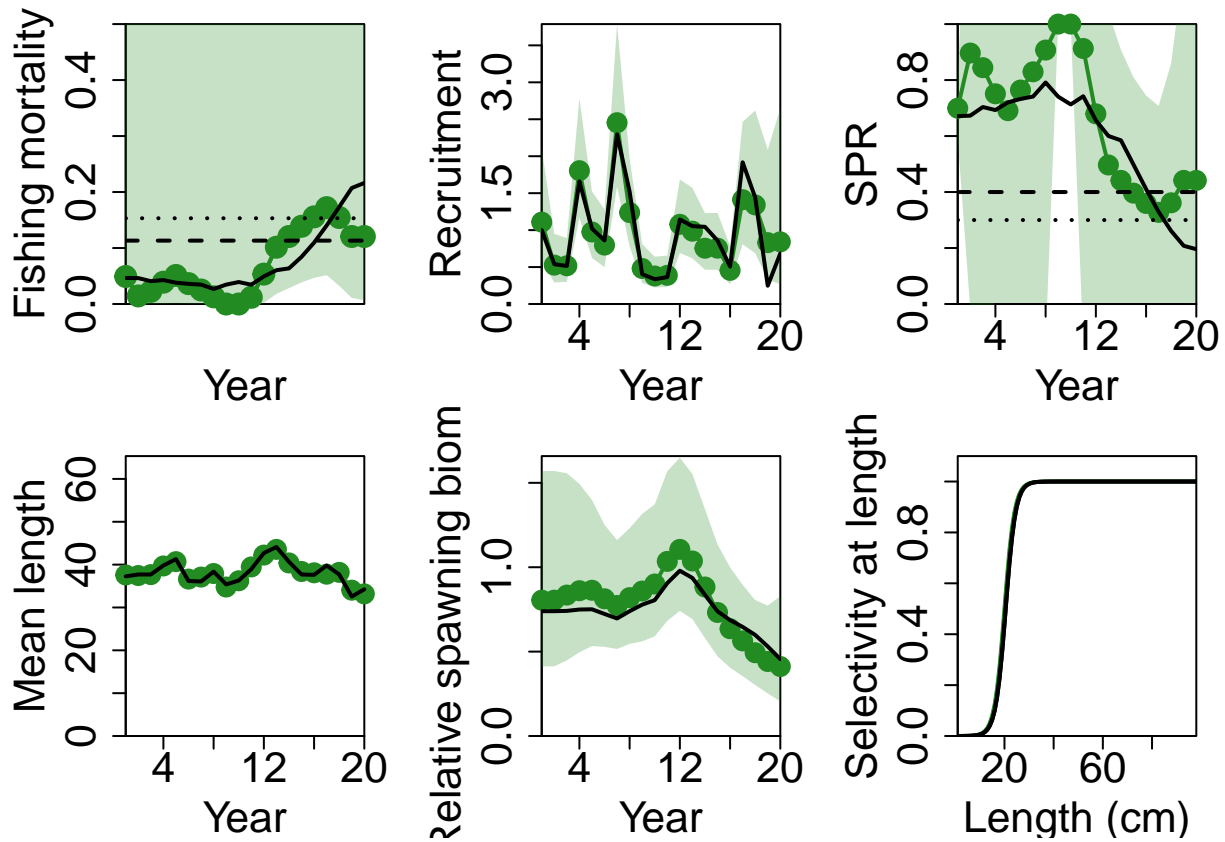 Fishing mortality
0.0 0.2 0.4
Year
Recruitment
0.0 1.5 3.0
4 12 20
Year
SPR
0.0 0.4 0.8
4 12 20
Year
Mean length
0 20 40 60
4 12 20
Year
Relative spawning biom
0.0 1.0
4 12 20
Year
Selectivity at length
0.0 0.4 0.8
20 60
Length (cm)